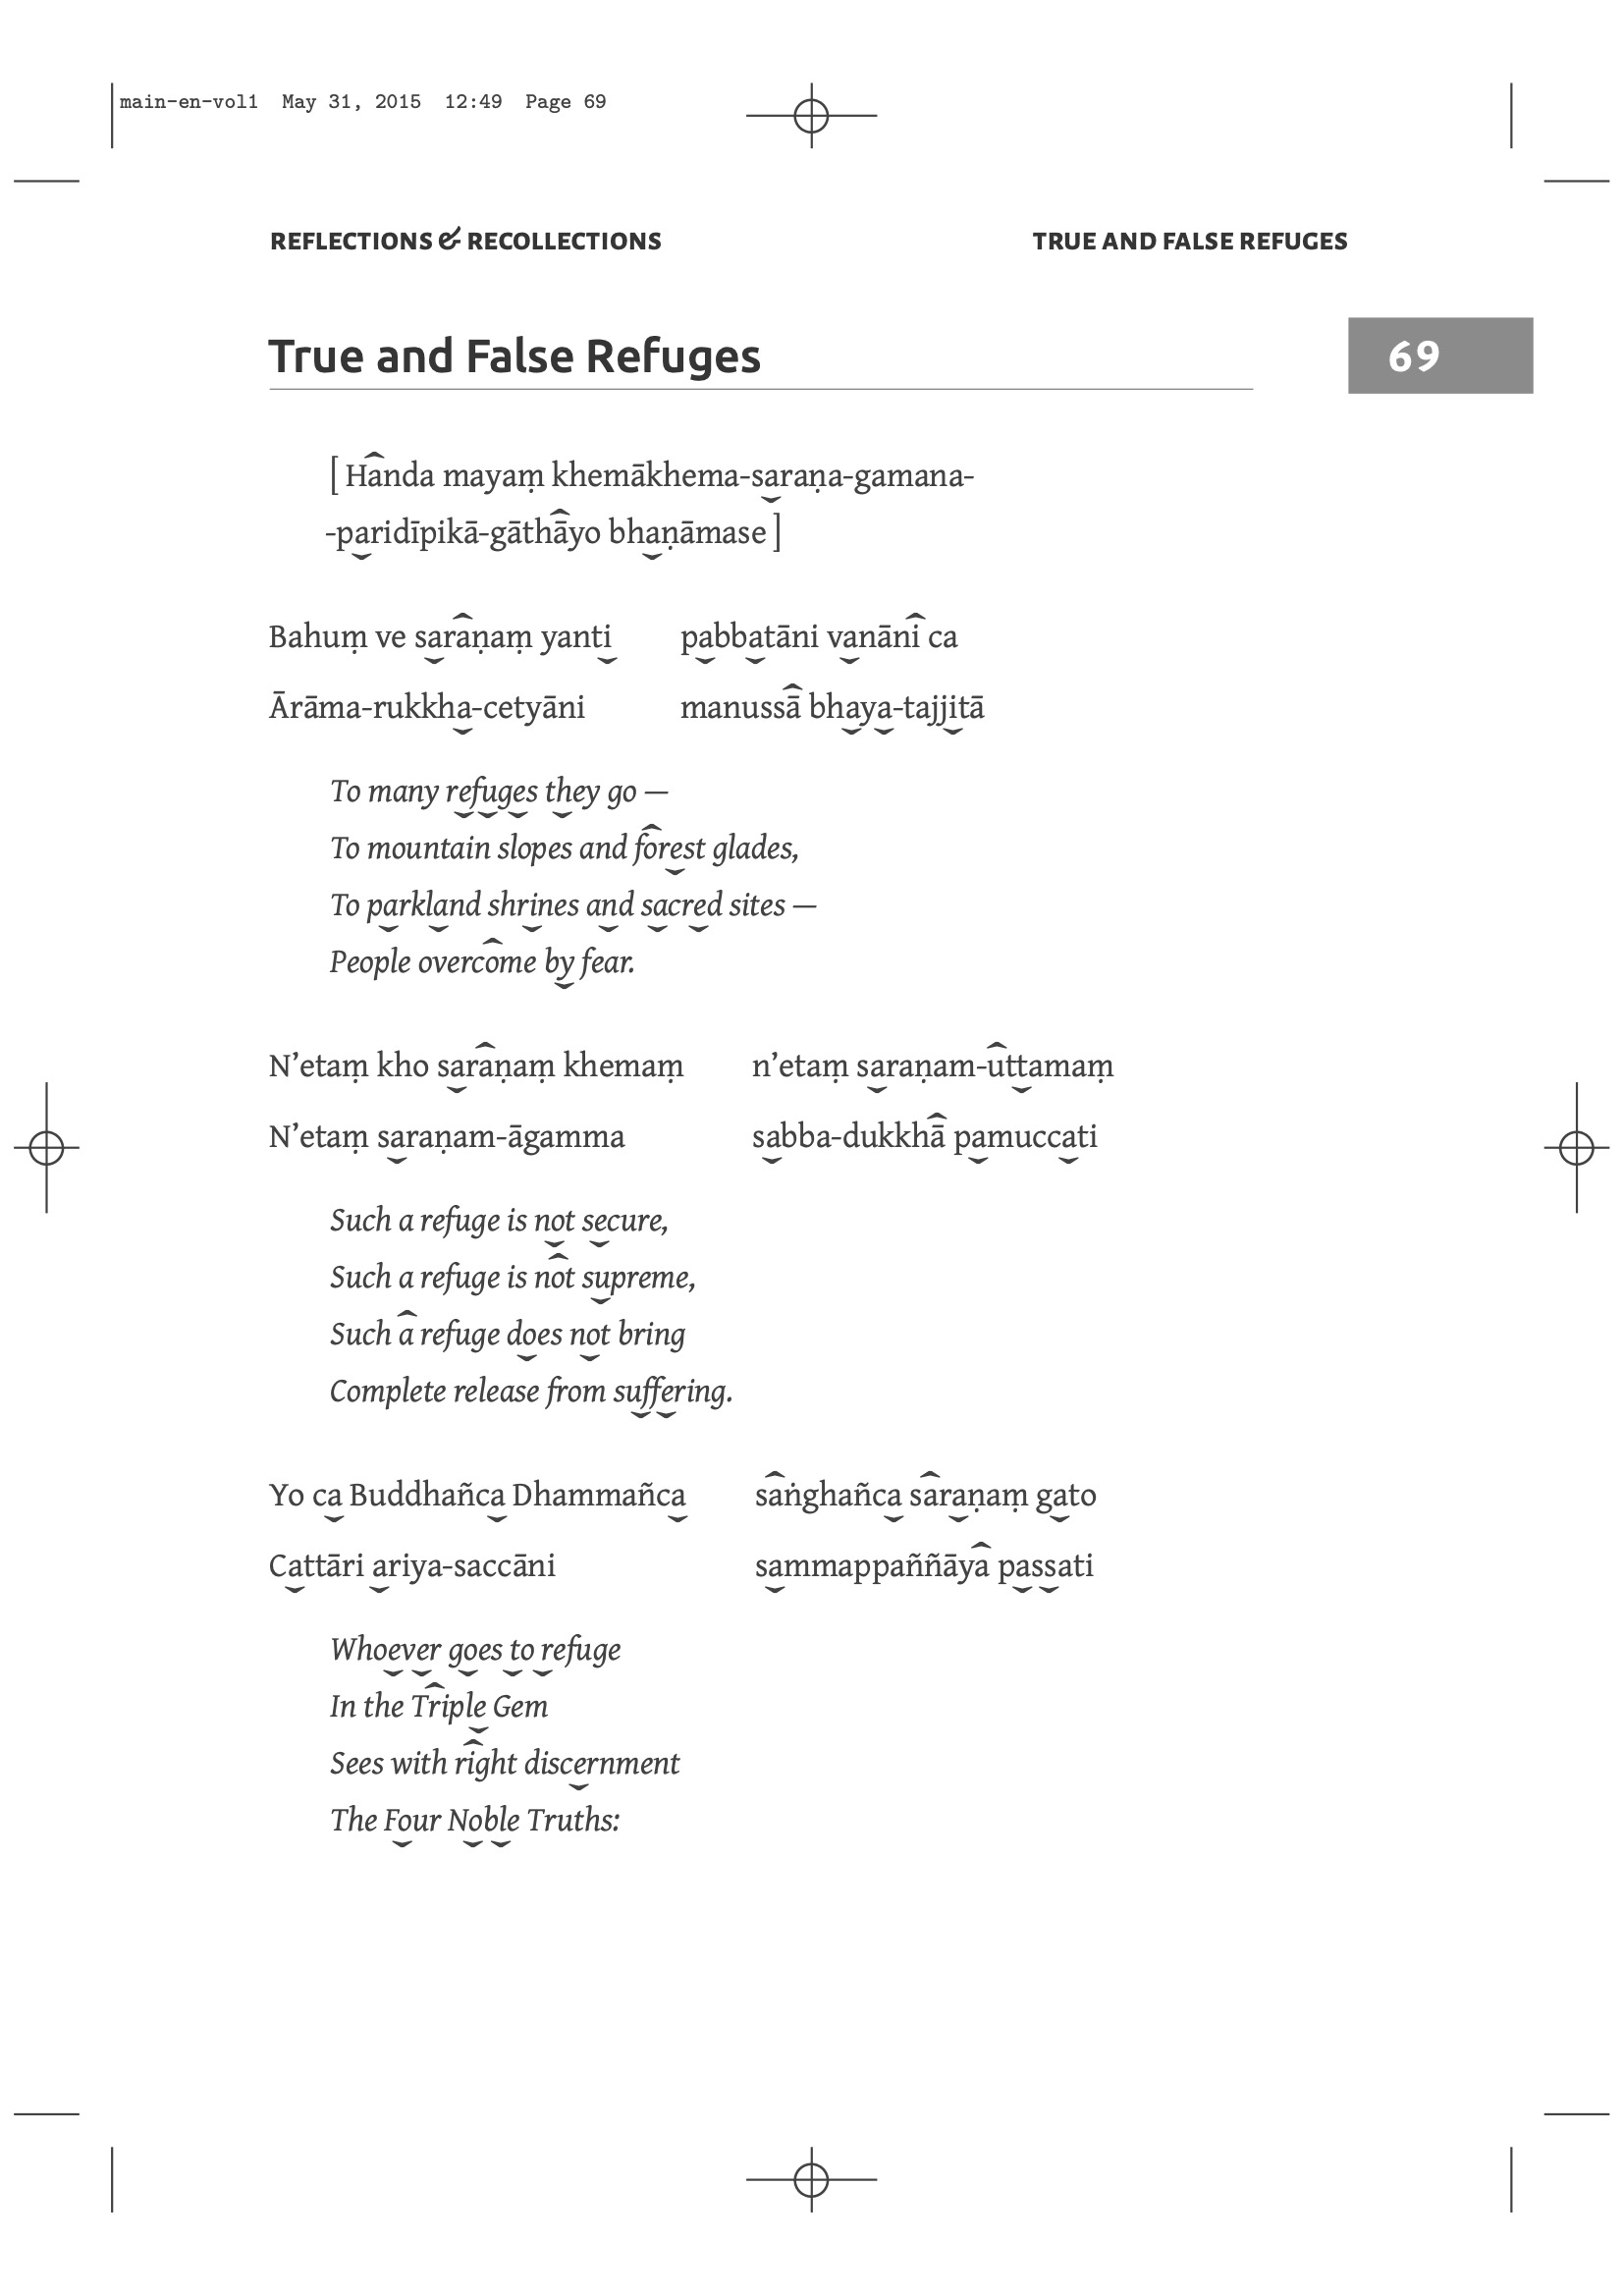 main-en-vol1 May 31, 2015 12:49 Page 69
REFLECTIONS & RECOLLECTIONS TRUE AND FALSE REFUGES
True and False Refuges 69
[ Handa mayaṃ khemākhema-saraṇa-gamana-
-paridīpikā-gāthāyo bhaṇāmase ]
Bahuṃ ve saraṇaṃ yanti pabbatāni vanāni ca
Ārāma-rukkha-cetyāni manussā bhaya-tajjitā
To many refuges they go —
To mountain slopes and forest glades,
To parkland shrines and sacred sites —
People overcome by fear.
N’etaṃ kho saraṇaṃ khemaṃ n’etaṃ saraṇam-uttamaṃ
N’etaṃ saraṇam-āgamma sabba-dukkhā pamuccati
Such a refuge is not secure,
Such a refuge is not supreme,
Such a refuge does not bring
Complete release from suffering.
Yo ca Buddhañca Dhammañca saṅghañca saraṇaṃ gato
Cattāri ariya-saccāni sammappaññāya passati
Whoever goes to refuge
In the Triple Gem
Sees with right discernment
The Four Noble Truths: